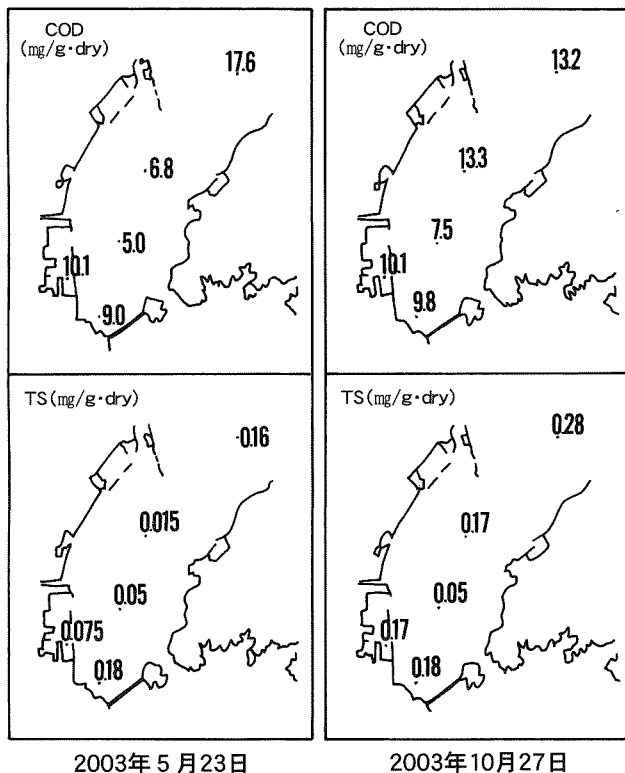 COD
(㎎/g･dry)
17.6
6.8
5.0
10.1
9.0
COD
(㎎/g･dry)
13.2
13.3
7.5
10.1
9.8
TS(㎎/g･dry)
0.16
0.015
0.05
0.075
0.18
TS(㎎/g･dry)
0.28
0.17
0.05
0.17
0.18
2003年5月23日
2003年10月27日